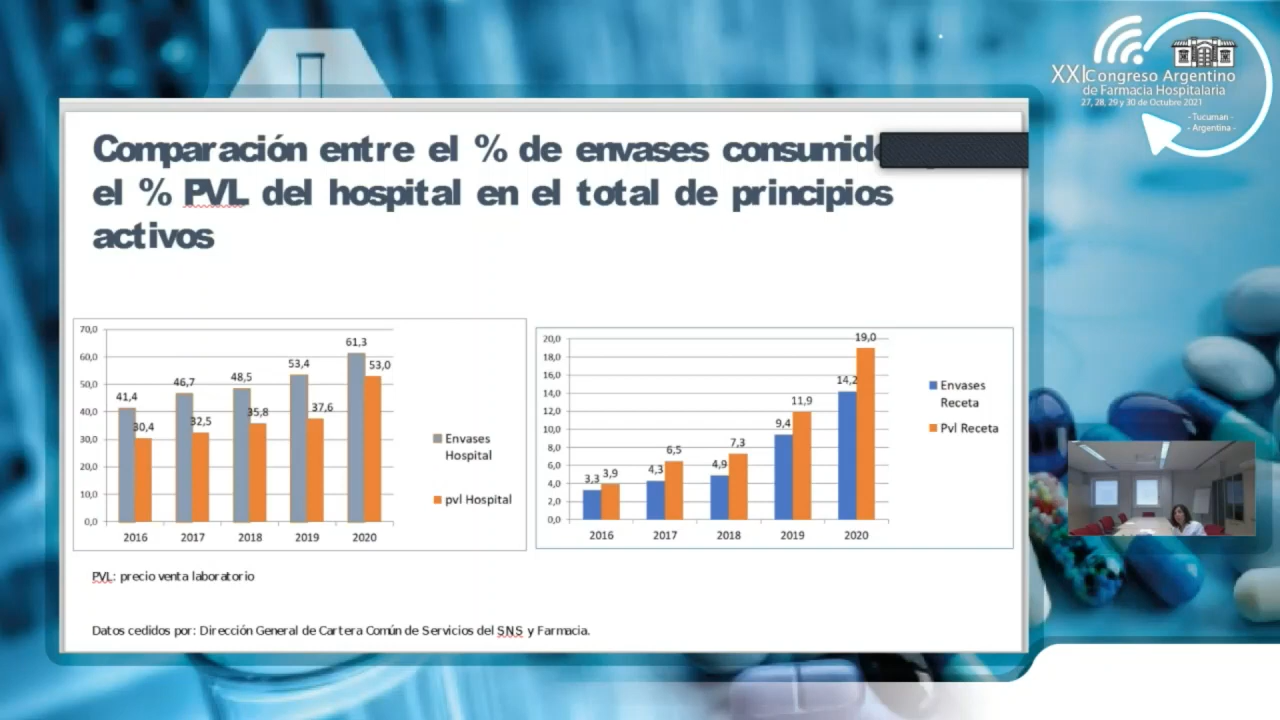 XXI Congreso Argentino
de Farmacia Hospitalaria
27, 28, 29 y 30 de Octubre 2021
- Tucuman -
- Argentina -
Comparación entre el % de envases
el % PVL del hospital en el total de principios
activos
70,0
60,0
50,0
40,0
30,0
20,0
10,0
0,0
41,4
30,4
46,7
32,5
48,5
35,8
53,4
37,6
61,3
53,0
2016 2017 2018 2019 2020
Envases
Hospital
pvl Hospital
20,0
18,0
16,0
14,0
12,0
10,0
8,0
6,0
4,0
2,0
0,0
3,3 3,9
4,3
6,5
4,9
7,3
9,4
11,9
14,2
19,0
2016 2017 2018 2019 2020
Envases
Receta
Pvl Receta
PVL: precio venta laboratorio
Datos cedidos por: Dirección General de Cartera Común de Servicios del SNS y Farmacia.